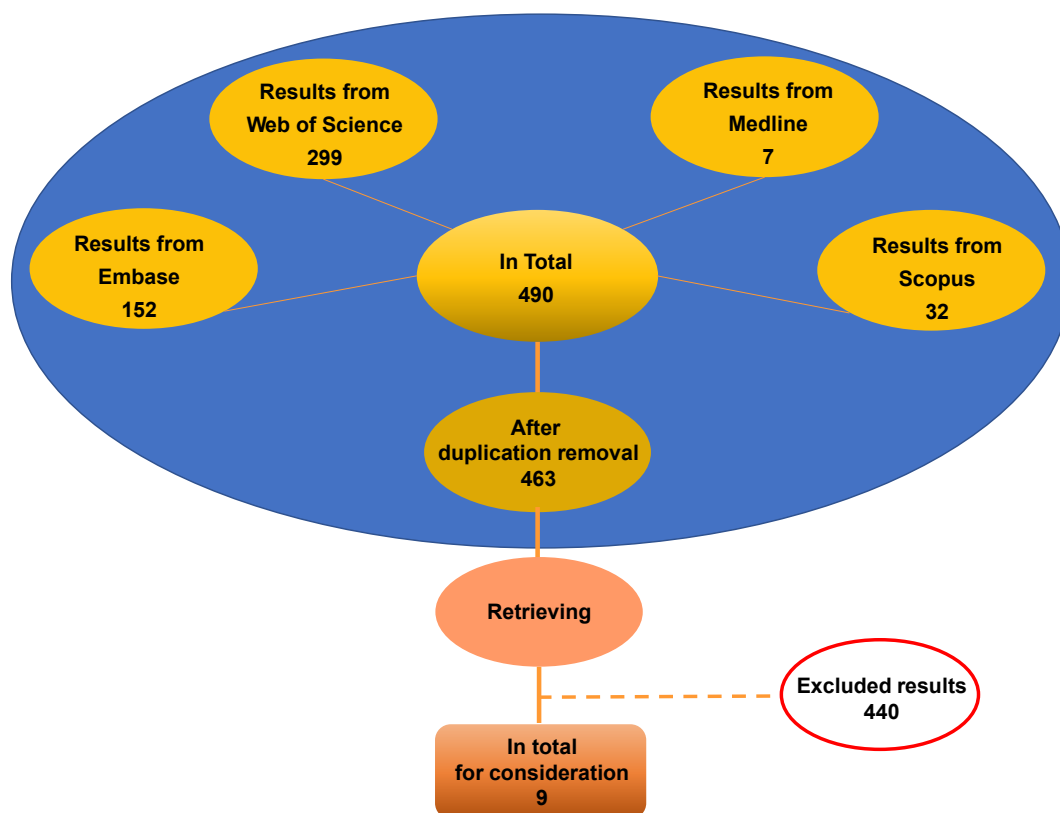 Results from
Web of Science
299
Results from
Medline
7
Results from
Embase
152
In Total
490
Results from
Scopus
32
After
duplication removal
463
Retrieving
Excluded results
440
In total
for consideration
9